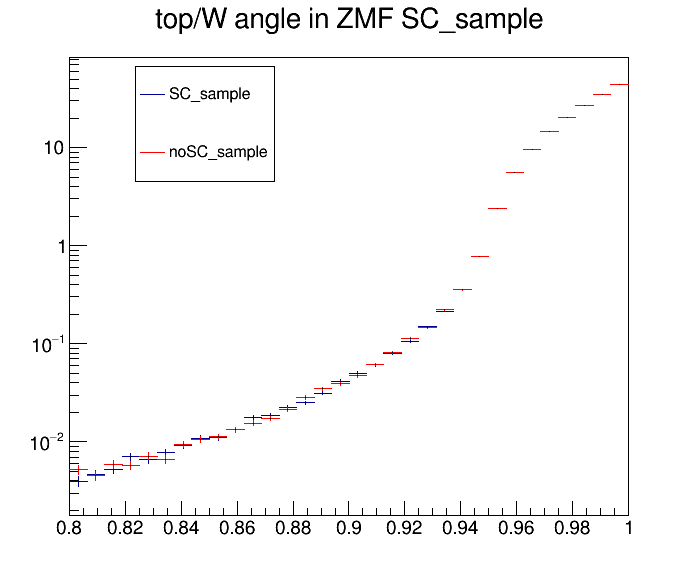 top/W angle in ZMF SC_sample
SC_sample
noSC_sample
10
1
10⁻¹
10⁻²
0.8 0.82 0.84 0.86 0.88 0.9 0.92 0.94 0.96 0.98 1